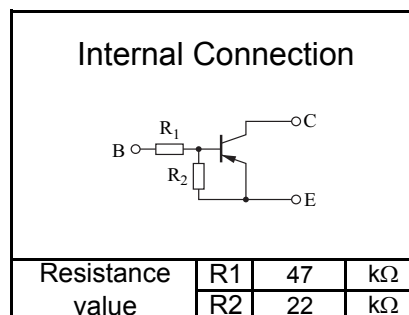 Internal Connection
C
R1
B
R2
E
Resistance value R1 47 kΩ
R2 22 kΩ